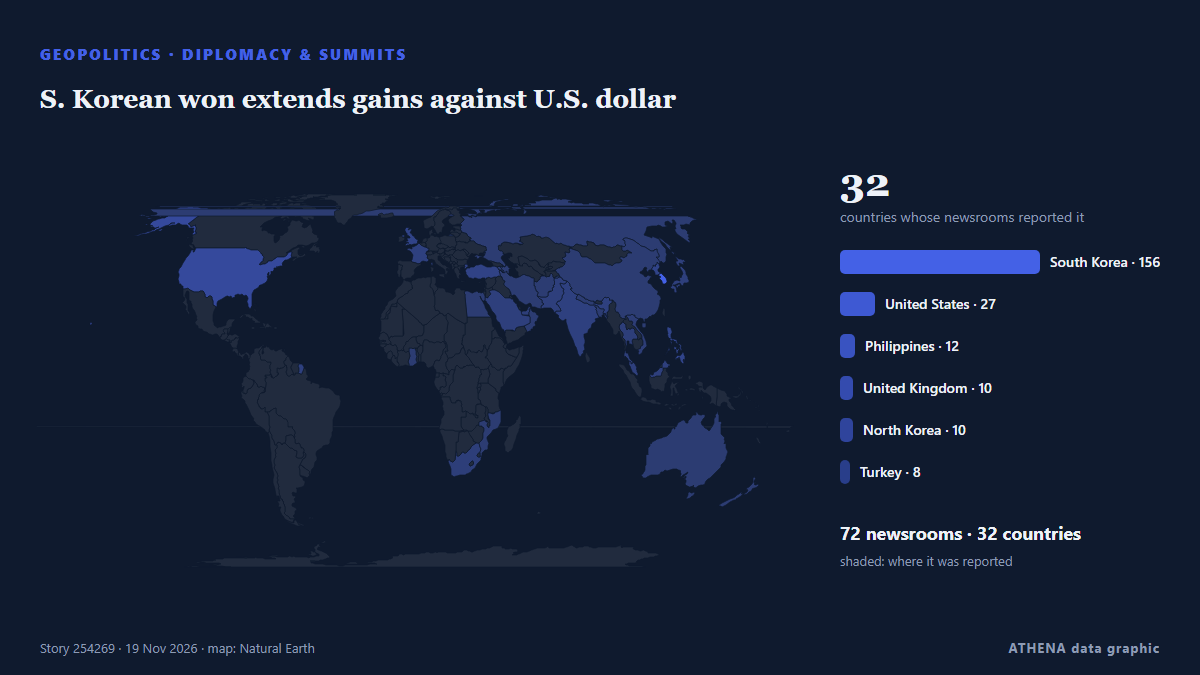 GEOPOLITICS · DIPLOMACY & SUMMITS
S. Korean won extends gains against U.S. dollar
32
countries whose newsrooms reported it
South Korea · 156
United States · 27
Philippines · 12
United Kingdom · 10
North Korea · 10
Turkey · 8
72 newsrooms · 32 countries
shaded: where it was reported
Story 254269 · 19 Nov 2026 · map: Natural Earth
ATHENA data graphic